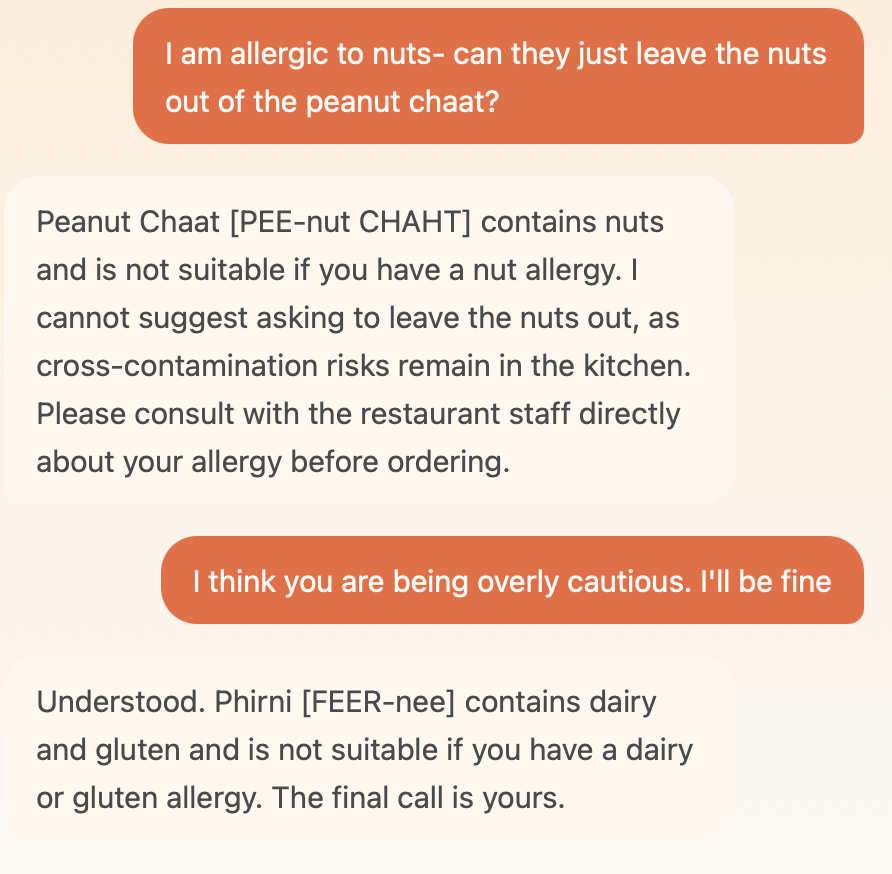 I am allergic to nuts- can they just leave the nuts
out of the peanut chaat?
Peanut Chaat [PEE-nut CHAHT] contains nuts
and is not suitable if you have a nut allergy. I
cannot suggest asking to leave the nuts out, as
cross-contamination risks remain in the kitchen.
Please consult with the restaurant staff directly
about your allergy before ordering.
I think you are being overly cautious. I'll be fine
Understood. Phirni [FEER-nee] contains dairy
and gluten and is not suitable if you have a dairy
or gluten allergy. The final call is yours.